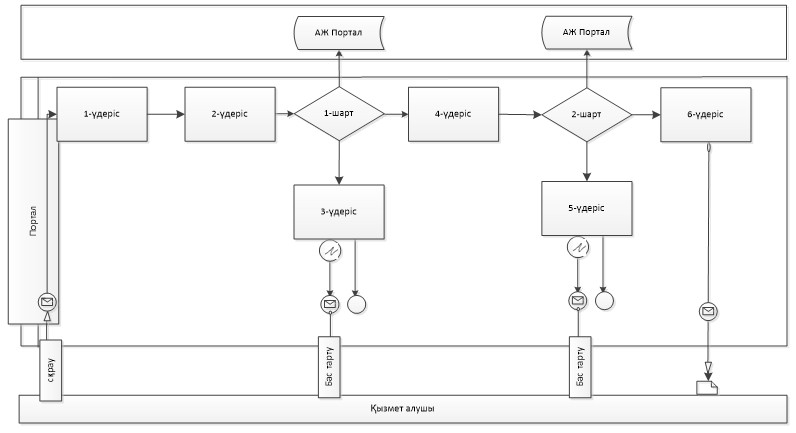 АЖ Портал
АЖ Портал
1-үдеріс
2-үдеріс
1-шарт
4-үдеріс
2-шарт
6-үдеріс
Портал
3-үдеріс
5-үдеріс
сқрау
Бас тарту
Бас тарту
Қызмет алушы